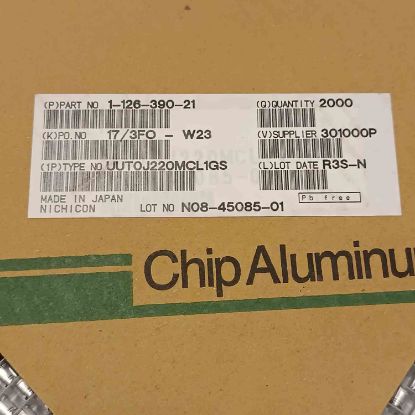 (P)PART NO 1-126-390-21 (Q)QUANTITY 2000
(K)PO.NO 17/3FO - W23 (V)SUPPLIER 301000P
(1P)TYPE NO UUT0J220MCL1GS (L)LOT DATE R3S-N
MADE IN JAPAN Pb free
NICHICON LOT NO N08-45085-01
Chip Aluminu